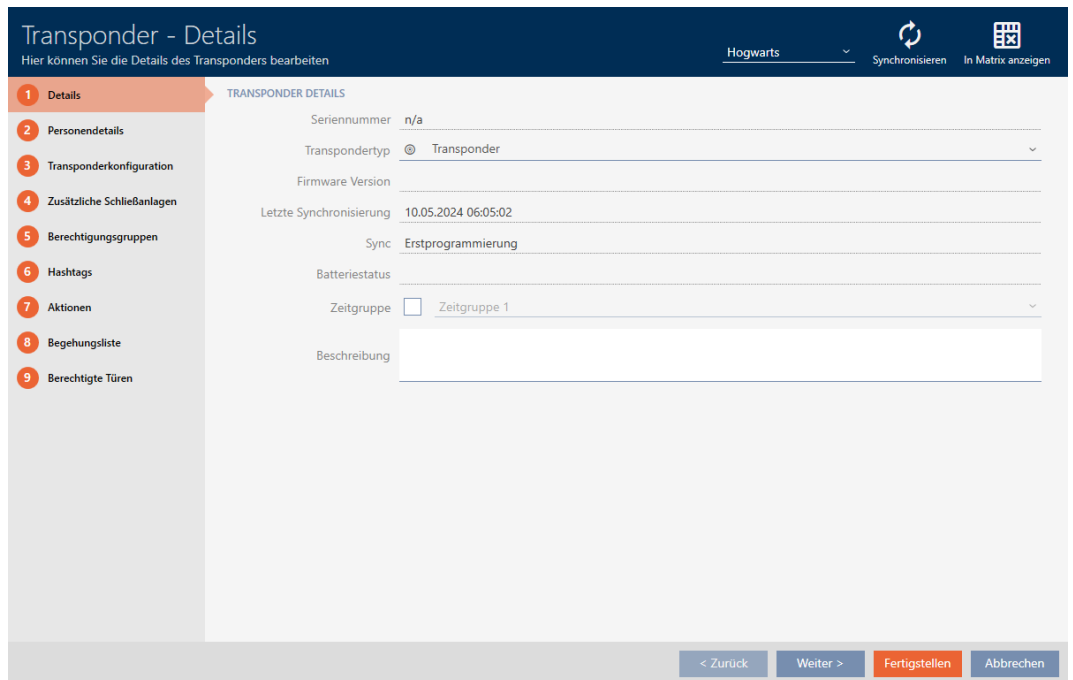 Transponder - Details
Hier können Sie die Details des Transponders bearbeiten
Hogwarts
Synchronisieren
In Matrix anzeigen
1 Details
2 Personendetails
3 Transponderkonfiguration
4 Zusätzliche Schließanlagen
5 Berechtigungsgruppen
6 Hashtags
7 Aktionen
8 Begehungsliste
9 Berechtigte Türen
TRANSPONDER DETAILS
Seriennummer n/a
Transpondertyp Transponder
Firmware Version
Letzte Synchronisierung 10.05.2024 06:05:02
Sync Erstprogrammierung
Batteriestatus
Zeitgruppe Zeitgruppe 1
Beschreibung
< Zurück Weiter > Fertigstellen Abbrechen